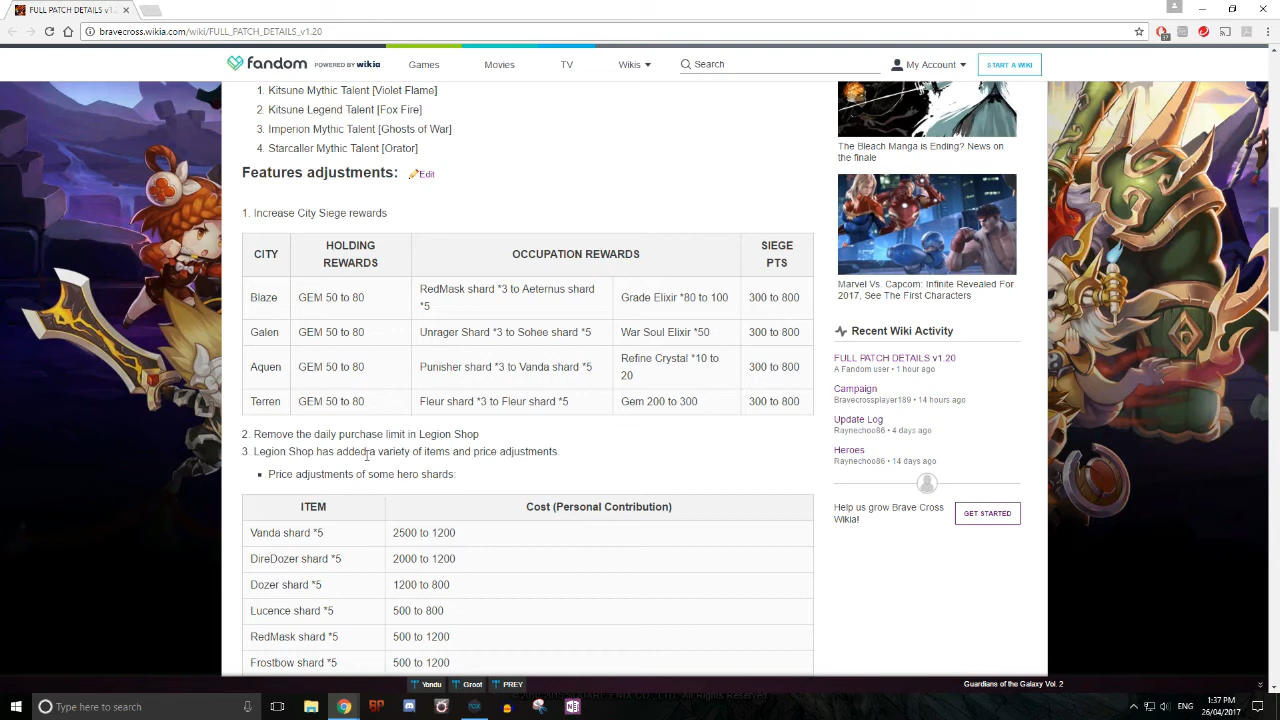 FULL PATCH DETAILS v1.2
bravecross.wikia.com/wiki/FULL_PATCH_DETAILS_v1.20
37
fandom POWERED BY wikia
Games
Movies
TV
Wikis
Search
My Account
START A WIKI
1. Kitsune Mythic Talent [Violet Flame]
2. Kitsune Legend Talent [Fox Fire]
3. Imperion Mythic Talent [Ghosts of War]
4. Starcaller Mythic Talent [Orator]
Features adjustments: Edit
1. Increase City Siege rewards
CITY HOLDING REWARDS OCCUPATION REWARDS SIEGE PTS
Blaze GEM 50 to 80 RedMask shard *3 to Aeternus shard *5 Grade Elixir *80 to 100 300 to 800
Galen GEM 50 to 80 Unrager Shard *3 to Sohee shard *5 War Soul Elixir *50 300 to 800
Aquen GEM 50 to 80 Punisher shard *3 to Vanda shard *5 Refine Crystal *10 to 20 300 to 800
Terren GEM 50 to 80 Fleur shard *3 to Fleur shard *5 Gem 200 to 300 300 to 800
2. Remove the daily purchase limit in Legion Shop
3. Legion Shop has added a variety of items and price adjustments.
Price adjustments of some hero shards:
ITEM Cost (Personal Contribution)
Vanda shard *5 2500 to 1200
DireDozer shard *5 2000 to 1200
Dozer shard *5 1200 to 800
Lucence shard *5 500 to 800
RedMask shard *5 500 to 1200
Frostbow shard *5 500 to 1200
The Bleach Manga is Ending? News on
the finale
Marvel Vs. Capcom: Infinite Revealed For
2017, See The First Characters
Recent Wiki Activity
FULL PATCH DETAILS v1.20
A Fandom user • 1 hour ago
Campaign
Bravecrossplayer189 • 14 hours ago
Update Log
Raynechoo86 • 4 days ago
Heroes
Raynechoo86 • 14 days ago
Help us grow Brave Cross
Wikia!
GET STARTED
Yondu
Groot
PREY
Guardians of the Galaxy Vol. 2
Type here to search
ENG
1:37 PM
26/04/2017